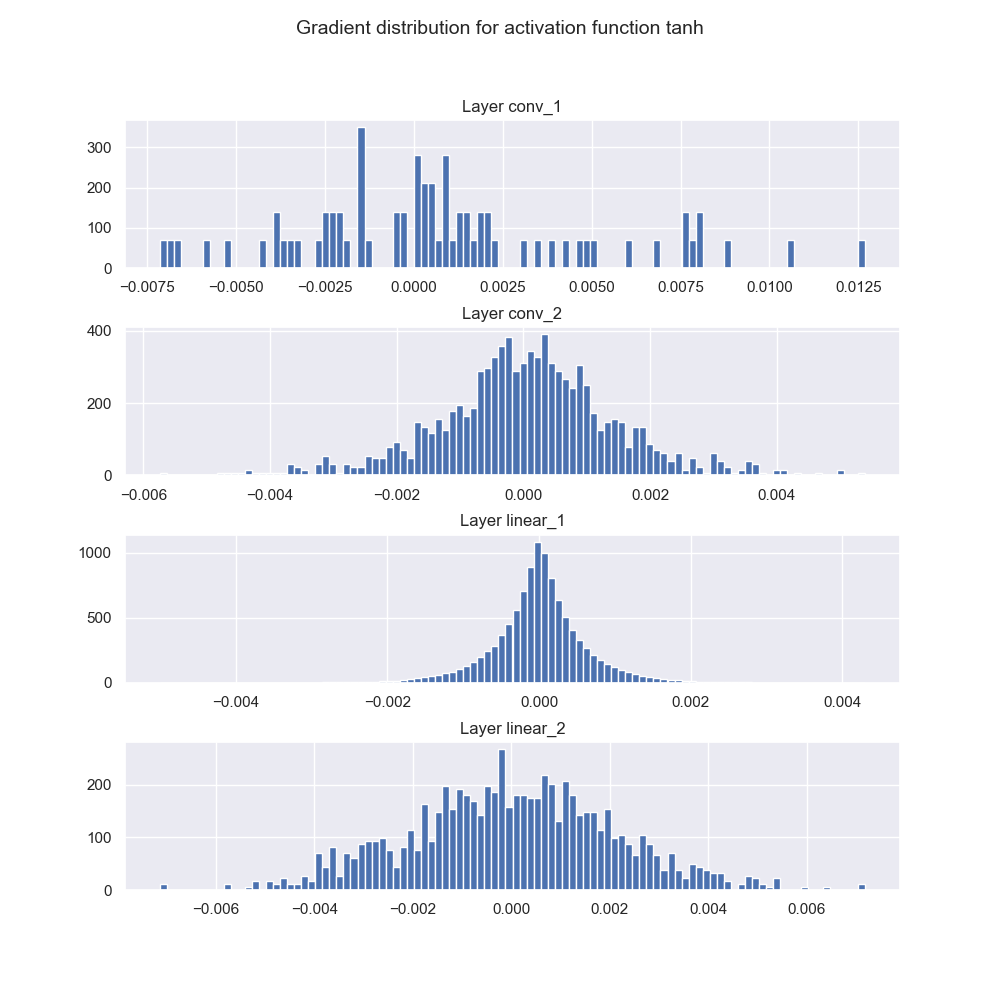 Gradient distribution for activation function tanh
Layer conv_1
300
200
100
0
−0.0075 −0.0050 −0.0025 0.0000 0.0025 0.0050 0.0075 0.0100 0.0125
Layer conv_2
400
200
0
−0.006 −0.004 −0.002 0.000 0.002 0.004
Layer linear_1
1000
500
0
−0.004 −0.002 0.000 0.002 0.004
Layer linear_2
200
100
0
−0.006 −0.004 −0.002 0.000 0.002 0.004 0.006